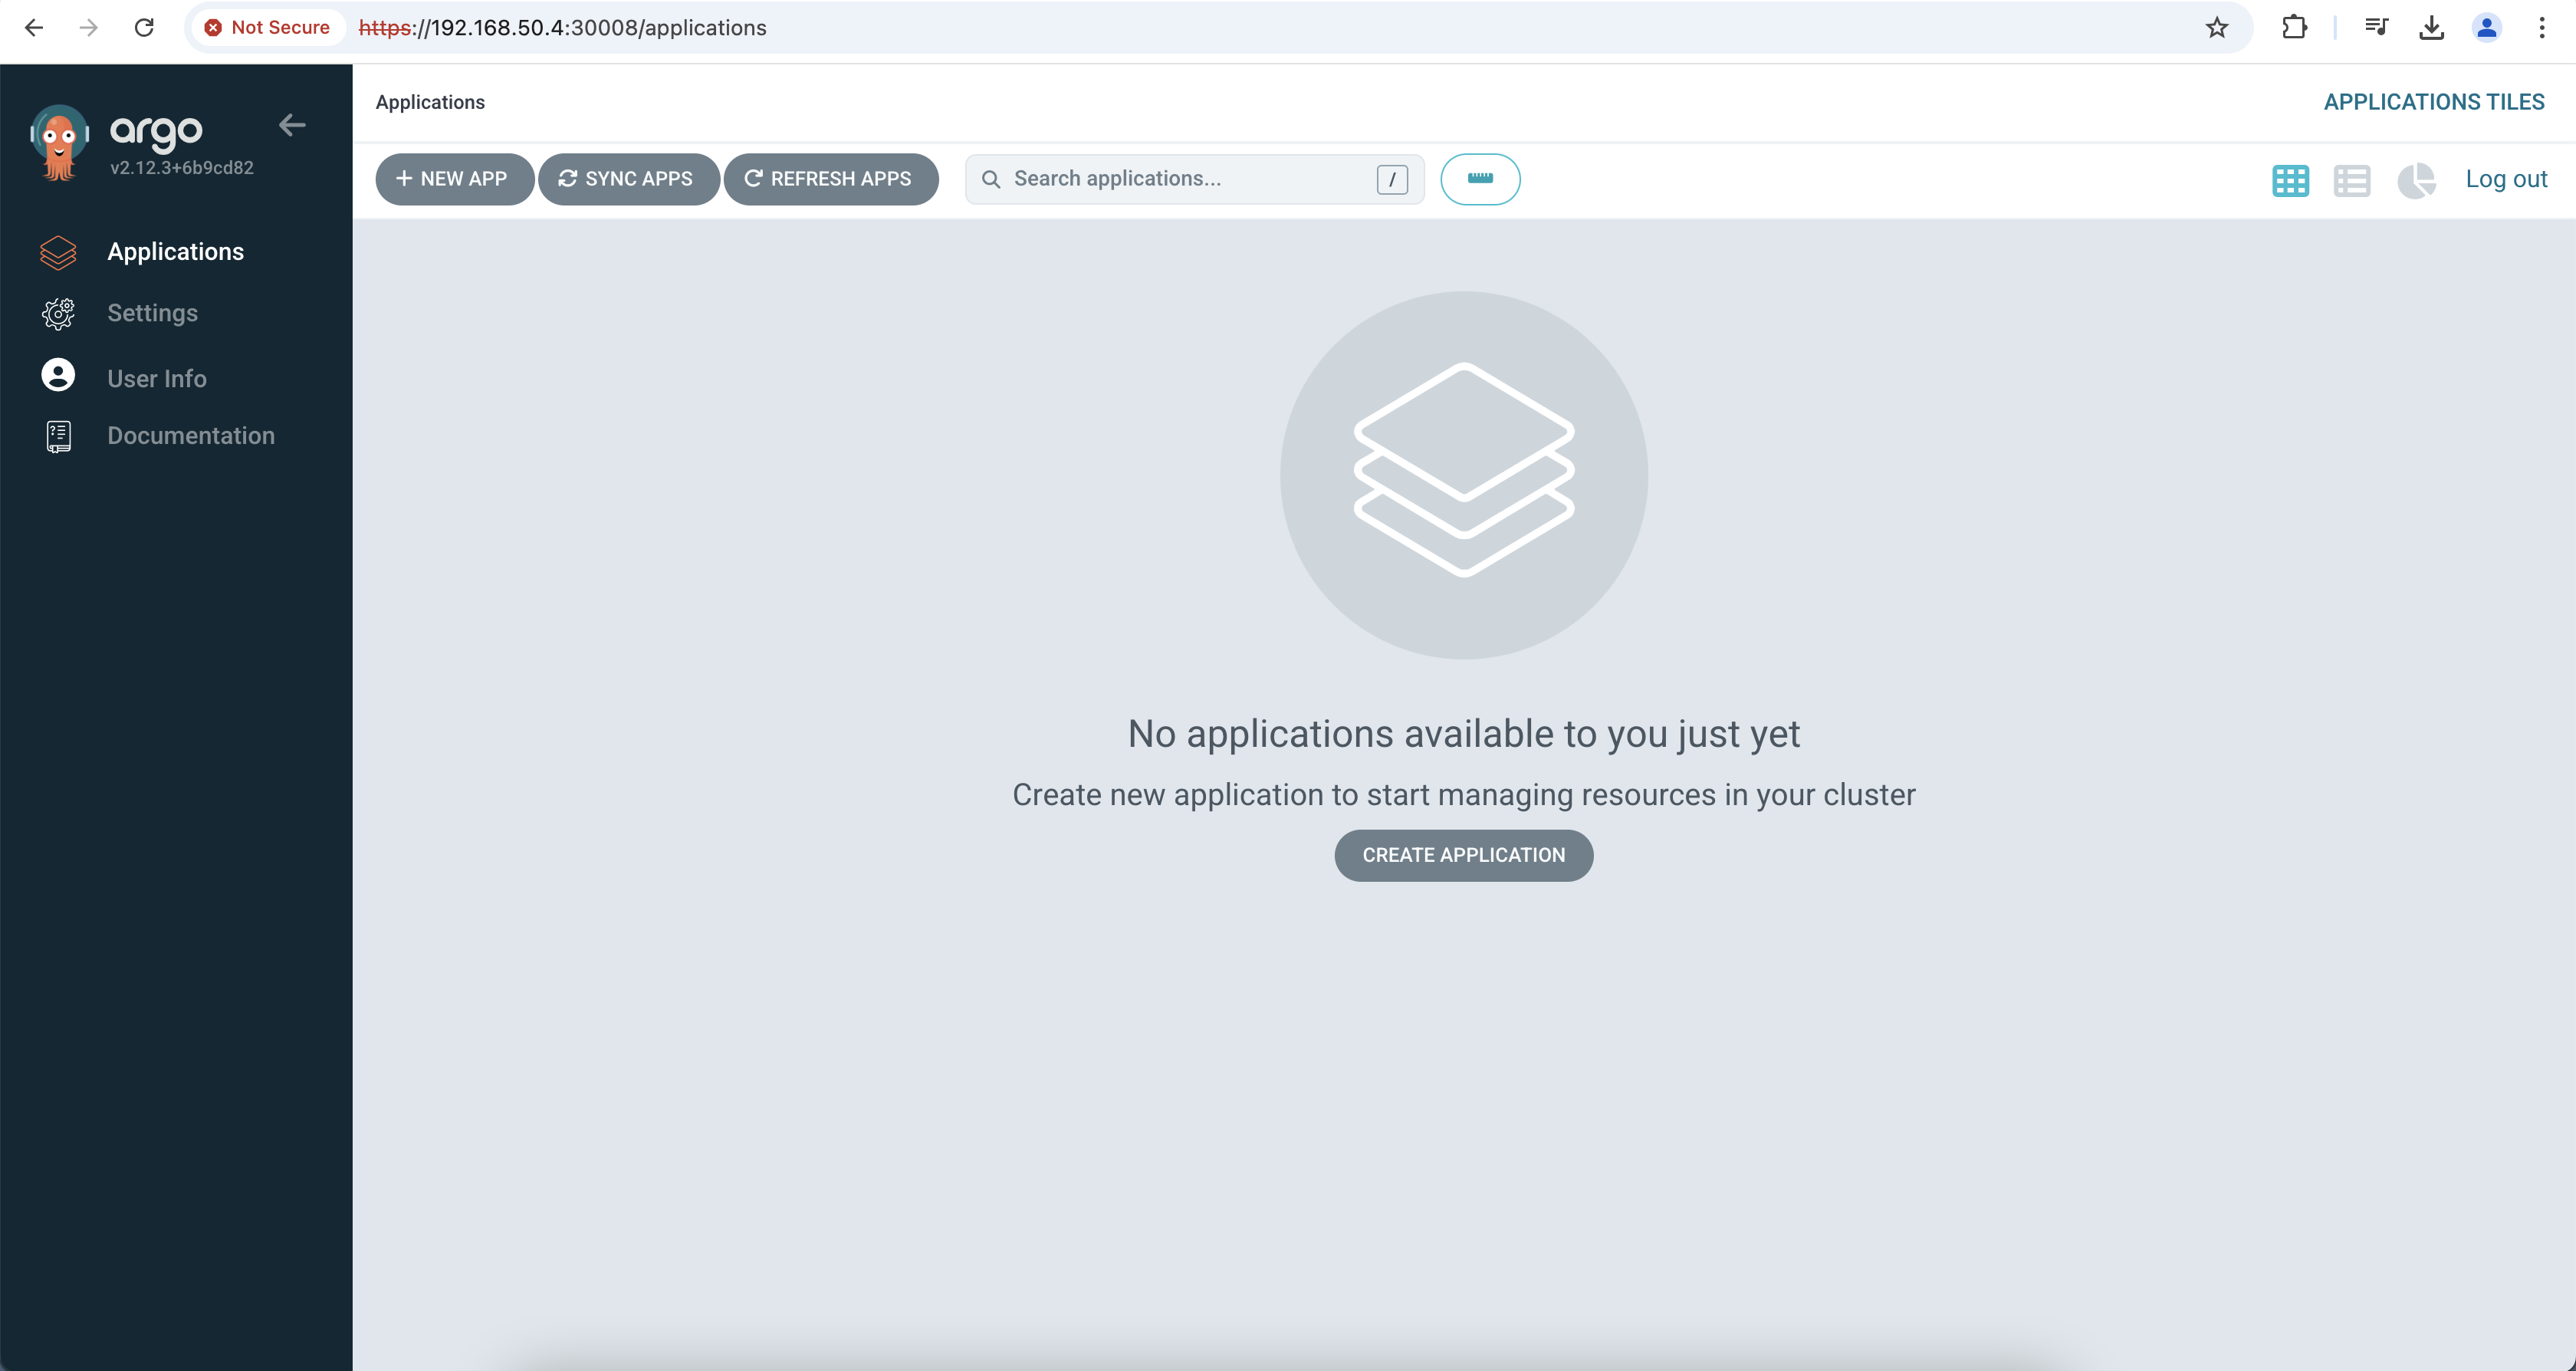 Not Secure https://192.168.50.4:30008/applications
argo
v2.12.3+6b9cd82
Applications
Settings
User Info
Documentation
Applications
APPLICATIONS TILES
NEW APP SYNC APPS REFRESH APPS Search applications... / Log out
No applications available to you just yet
Create new application to start managing resources in your cluster
CREATE APPLICATION